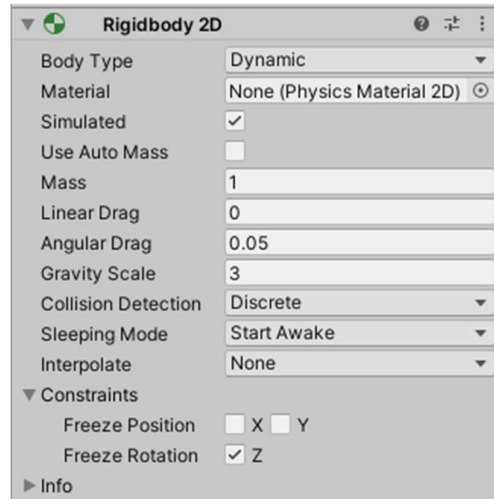 Rigidbody 2D
Body Type Dynamic
Material None (Physics Material 2D)
Simulated
Use Auto Mass
Mass 1
Linear Drag 0
Angular Drag 0.05
Gravity Scale 3
Collision Detection Discrete
Sleeping Mode Start Awake
Interpolate None
Constraints
Freeze Position X Y
Freeze Rotation Z
Info